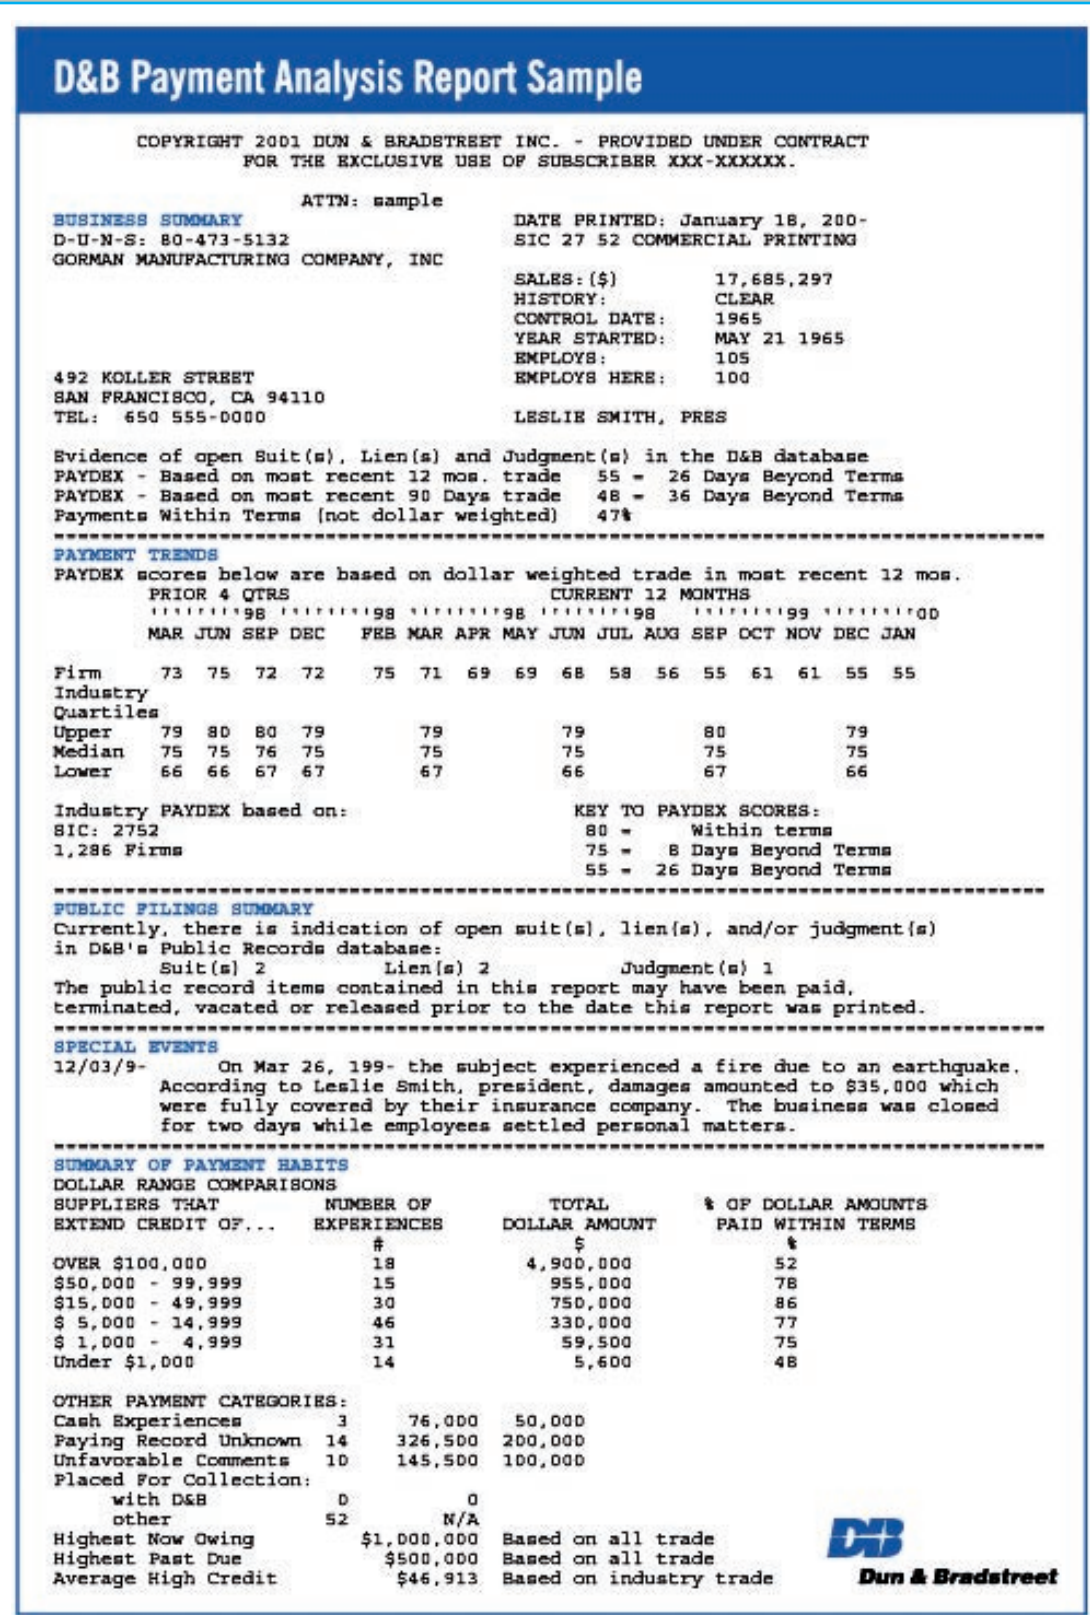 D&B Payment Analysis Report Sample
COPYRIGHT 2001 DUN & BRADSTREET INC. - PROVIDED UNDER CONTRACT
FOR THE EXCLUSIVE USE OF SUBSCRIBER XXX-XXXXXX.
ATTN: sample
BUSINESS SUMMARY DATE PRINTED: January 18, 200-
D-U-N-S: 80-473-5132 SIC 27 52 COMMERCIAL PRINTING
GORMAN MANUFACTURING COMPANY, INC
SALES:($) 17,685,297
HISTORY: CLEAR
CONTROL DATE: 1965
YEAR STARTED: MAY 21 1965
EMPLOYS: 105
492 KOLLER STREET EMPLOYS HERE: 100
SAN FRANCISCO, CA 94110
TEL: 650 555-0000 LESLIE SMITH, PRES
Evidence of open Suit(s), Lien(s) and Judgment(s) in the D&B database
PAYDEX - Based on most recent 12 mos. trade 55 = 26 Days Beyond Terms
PAYDEX - Based on most recent 90 Days trade 48 = 36 Days Beyond Terms
Payments Within Terms (not dollar weighted) 47%
PAYMENT TRENDS
PAYDEX scores below are based on dollar weighted trade in most recent 12 mos.
PRIOR 4 QTRS CURRENT 12 MONTHS
'''''''''98 '''''''''98 '''''''''98 '''''''''98 '''''''''99 '''''''''00
MAR JUN SEP DEC FEB MAR APR MAY JUN JUL AUG SEP OCT NOV DEC JAN
Firm 73 75 72 72 75 71 69 69 68 58 56 55 61 61 55 55
Industry
Quartiles
Upper 79 80 80 79 79 79 80 79
Median 75 75 76 75 75 75 75 75
Lower 66 66 67 67 67 66 67 66
Industry PAYDEX based on: KEY TO PAYDEX SCORES:
SIC: 2752 80 = Within terms
1,286 Firms 75 = 8 Days Beyond Terms
55 = 26 Days Beyond Terms
PUBLIC FILINGS SUMMARY
Currently, there is indication of open suit(s), lien(s), and/or judgment(s)
in D&B's Public Records database:
Suit(s) 2 Lien(s) 2 Judgment(s) 1
The public record items contained in this report may have been paid,
terminated, vacated or released prior to the date this report was printed.
SPECIAL EVENTS
12/03/9- On Mar 26, 199- the subject experienced a fire due to an earthquake.
According to Leslie Smith, president, damages amounted to $35,000 which
were fully covered by their insurance company. The business was closed
for two days while employees settled personal matters.
SUMMARY OF PAYMENT HABITS
DOLLAR RANGE COMPARISONS
SUPPLIERS THAT NUMBER OF TOTAL % OF DOLLAR AMOUNTS
EXTEND CREDIT OF... EXPERIENCES DOLLAR AMOUNT PAID WITHIN TERMS
# $ %
OVER $100,000 18 4,900,000 52
$50,000 - 99,999 15 955,000 78
$15,000 - 49,999 30 750,000 86
$ 5,000 - 14,999 46 330,000 77
$ 1,000 - 4,999 31 59,500 75
Under $1,000 14 5,600 48
OTHER PAYMENT CATEGORIES:
Cash Experiences 3 76,000 50,000
Paying Record Unknown 14 326,500 200,000
Unfavorable Comments 10 145,500 100,000
Placed For Collection:
with D&B 0 0
other 52 N/A
Highest Now Owing $1,000,000 Based on all trade
Highest Past Due $500,000 Based on all trade
Average High Credit $46,913 Based on industry trade
D&B
Dun & Bradstreet